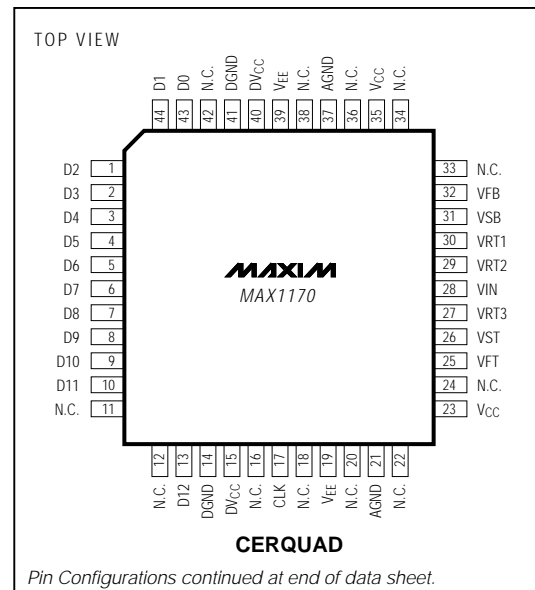 TOP VIEW
D1
D0
N.C.
DGND
DVCC
VEE
N.C.
AGND
N.C.
VCC
N.C.
44
43
42
41
40
39
38
37
36
35
34
D2 1
D3 2
D4 3
D5 4
D6 5
D7 6
D8 7
D9 8
D10 9
D11 10
N.C. 11
MAXIM
MAX1170
33 N.C.
32 VFB
31 VSB
30 VRT1
29 VRT2
28 VIN
27 VRT3
26 VST
25 VFT
24 N.C.
23 VCC
12
13
14
15
16
17
18
19
20
21
22
N.C.
D12
DGND
DVCC
N.C.
CLK
N.C.
VEE
N.C.
AGND
N.C.
CERQUAD
Pin Configurations continued at end of data sheet.